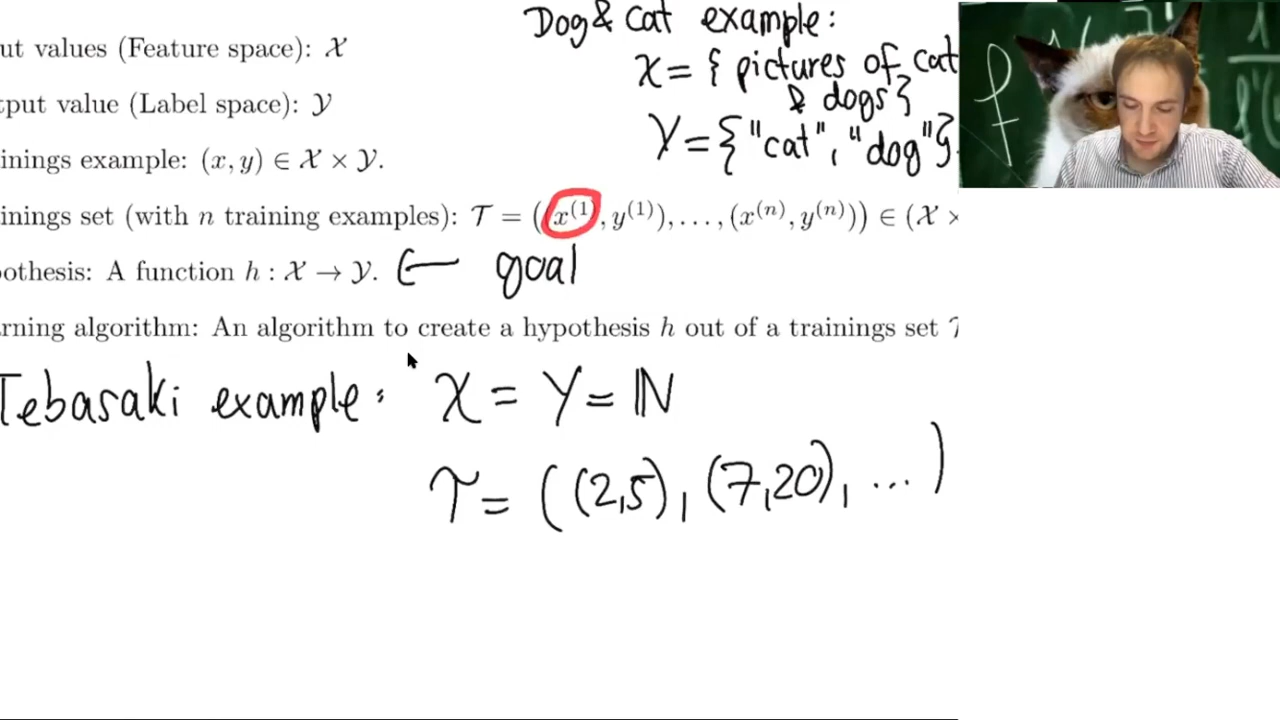 Dog & Cat example:
ut values (Feature space): 𝒳
𝒳 = { pictures of cat
& dogs}
tput value (Label space): 𝒴
𝒴 = {"cat", "dog"}.
inings example: (x, y) ∈ 𝒳 × 𝒴.
inings set (with n training examples): 𝒯 = ((x⁽¹⁾, y⁽¹⁾), . . . , (x⁽ⁿ⁾, y⁽ⁿ⁾)) ∈ (𝒳 ×
pothesis: A function h : 𝒳 → 𝒴. ← goal
rning algorithm: An algorithm to create a hypothesis h out of a trainings set 𝒯
Tebasaki example: 𝒳 = 𝒴 = ℕ
𝒯 = ((2,5), (7,20), ...)